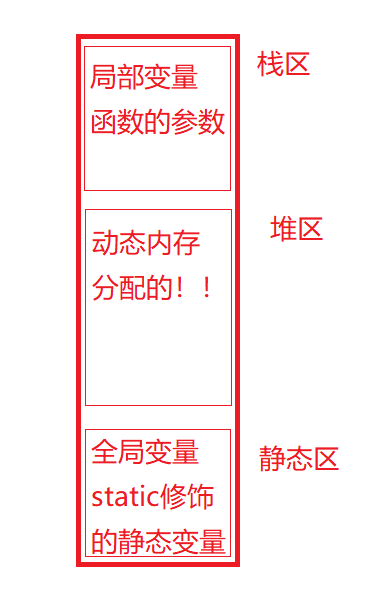 局部变量
函数的参数
栈区
动态内存
分配的！！
堆区
全局变量
static修饰
的静态变量
静态区